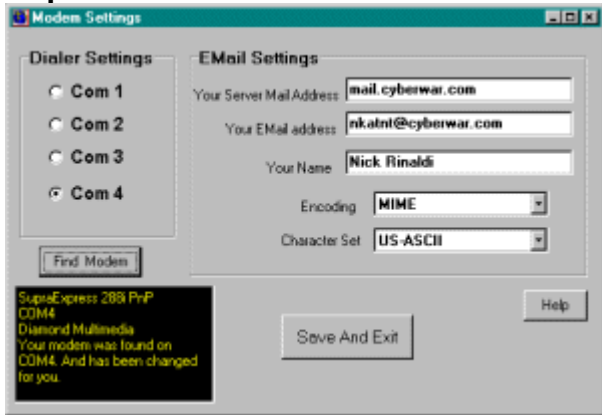 Modem Settings
Dialer Settings
Com 1
Com 2
Com 3
Com 4
Find Modem
SupraExpress 288i PnP
COM4
Diamond Multimedia
Your modem was found on
COM4. And has been changed
for you.
EMail Settings
Your Server Mail Address mail.cyberwar.com
Your EMail address nkatnt@cyberwar.com
Your Name Nick Rinaldi
Encoding MIME
Character Set US-ASCII
Save And Exit
Help